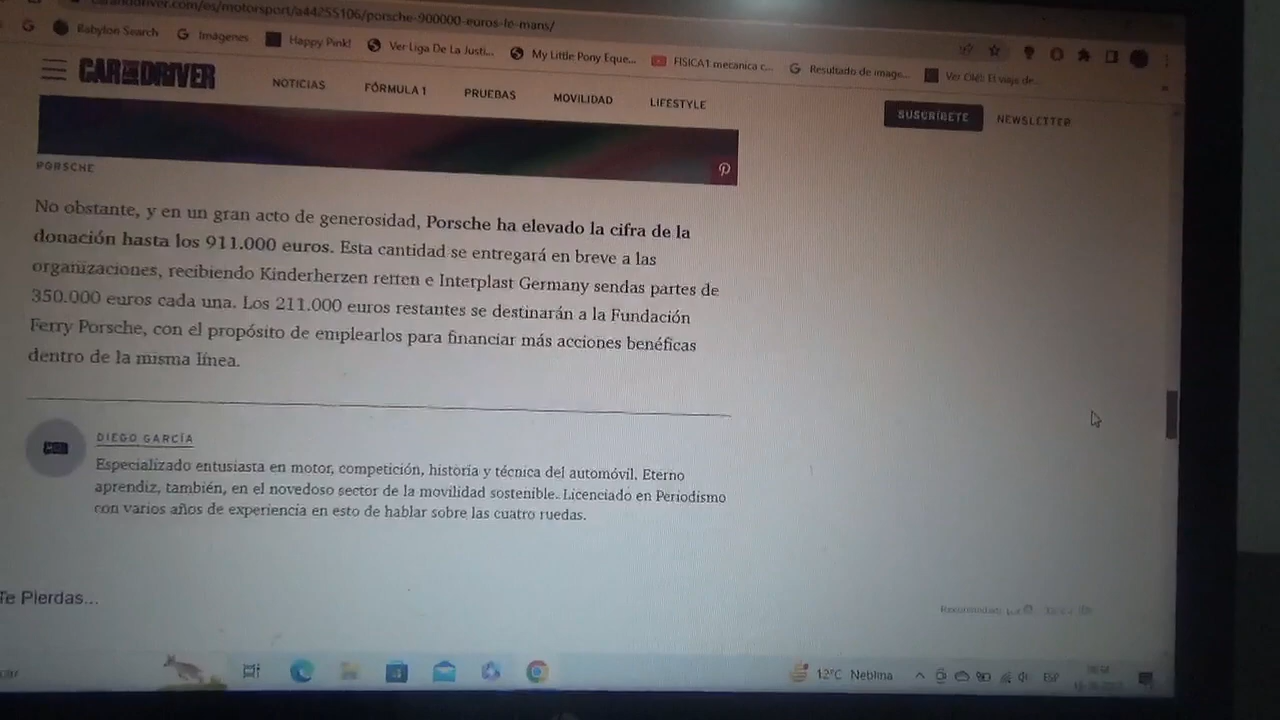 caranddriver.com/es/motorsport/a44255106/porsche-900000-euros-le-mans/
Babylon Search Imágenes Happy Pink! Ver Liga De La Justi... My Little Pony Eque... FISICA1 mecanica c... Resultado de image... Ver Olé! El viaje de...
CAR AND DRIVER NOTICIAS FÓRMULA 1 PRUEBAS MOVILIDAD LIFESTYLE SUSCRÍBETE NEWSLETTER
PORSCHE
No obstante, y en un gran acto de generosidad, Porsche ha elevado la cifra de la
donación hasta los 911.000 euros. Esta cantidad se entregará en breve a las
organizaciones, recibiendo Kinderherzen retten e Interplast Germany sendas partes de
350.000 euros cada una. Los 211.000 euros restantes se destinarán a la Fundación
Ferry Porsche, con el propósito de emplearlos para financiar más acciones benéficas
dentro de la misma línea.
DIEGO GARCÍA
Especializado entusiasta en motor, competición, historia y técnica del automóvil. Eterno
aprendiz, también, en el novedoso sector de la movilidad sostenible. Licenciado en Periodismo
con varios años de experiencia en esto de hablar sobre las cuatro ruedas.
Te Pierdas...
12°C Neblina ESP